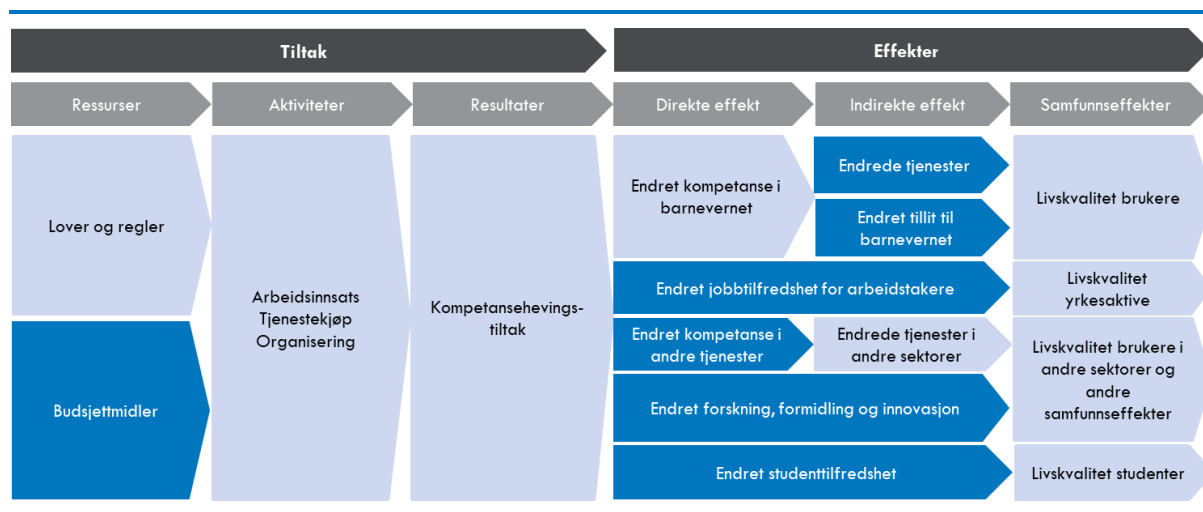 Tiltak
Effekter
Ressurser
Aktiviteter
Resultater
Direkte effekt
Indirekte effekt
Samfunnseffekter
Lover og regler
Budsjettmidler
Arbeidsinnsats
Tjenestekjøp
Organisering
Kompetansehevings-
tiltak
Endret kompetanse i
barnevernet
Endrede tjenester
Endret tillit til
barnevernet
Livskvalitet brukere
Endret jobbtilfredshet for arbeidstakere
Livskvalitet
yrkesaktive
Endret kompetanse i
andre tjenester
Endrede tjenester i
andre sektorer
Endret forskning, formidling og innovasjon
Livskvalitet brukere i
andre sektorer og
andre
samfunnseffekter
Endret studenttilfredshet
Livskvalitet studenter